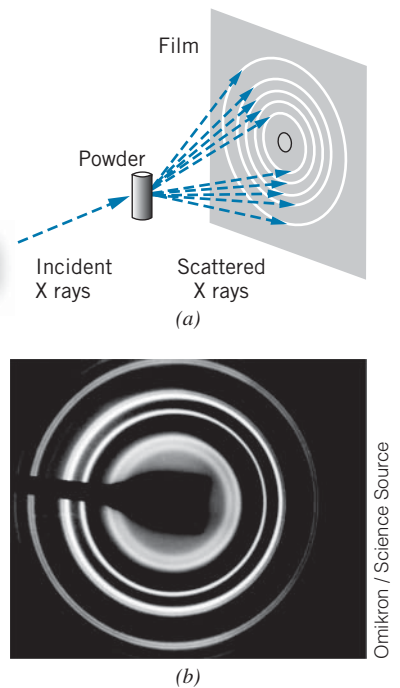 Film
Powder
Incident
X rays
Scattered
X rays
(a)
Omikron / Science Source
(b)